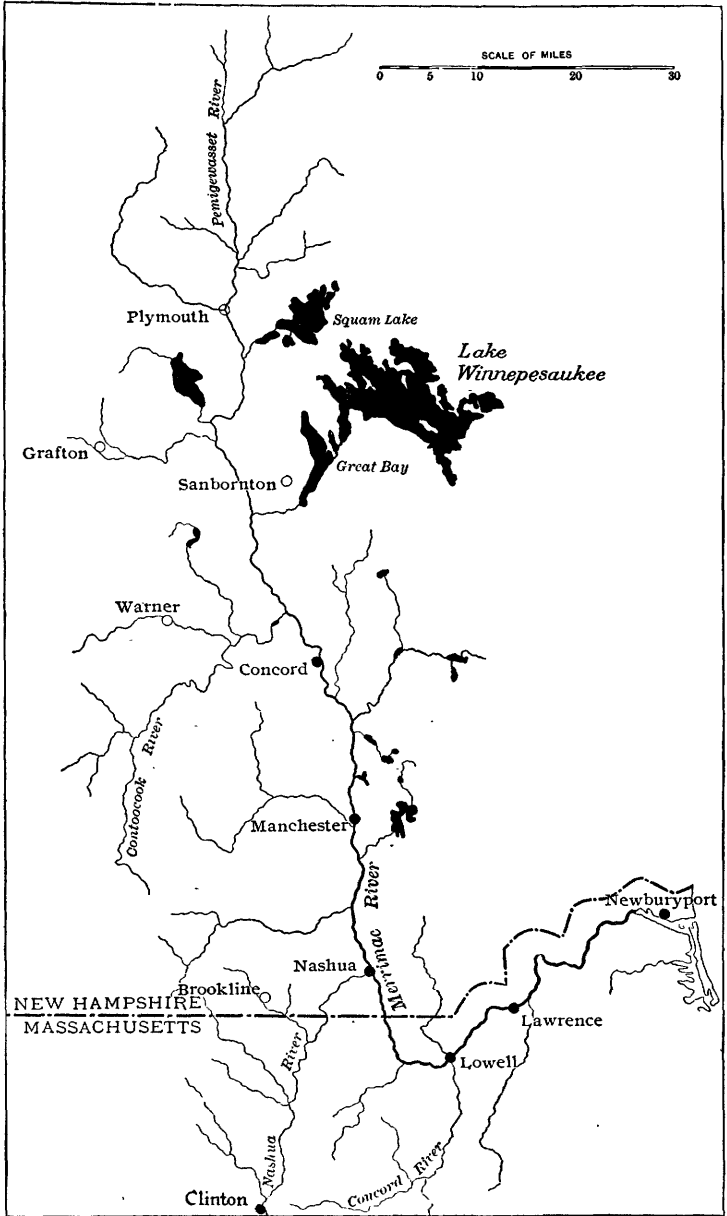 SCALE OF MILES
0 5 10 20 30
Pemigewasset River
Plymouth
Squam Lake
Lake
Winnepesaukee
Grafton
Sanbornton
Great Bay
Warner
Concord
Contoocook River
Manchester
Merrimac River
Newburyport
Nashua
Brookline
NEW HAMPSHIRE
MASSACHUSETTS
Lawrence
Nashua River
Lowell
Concord River
Clinton